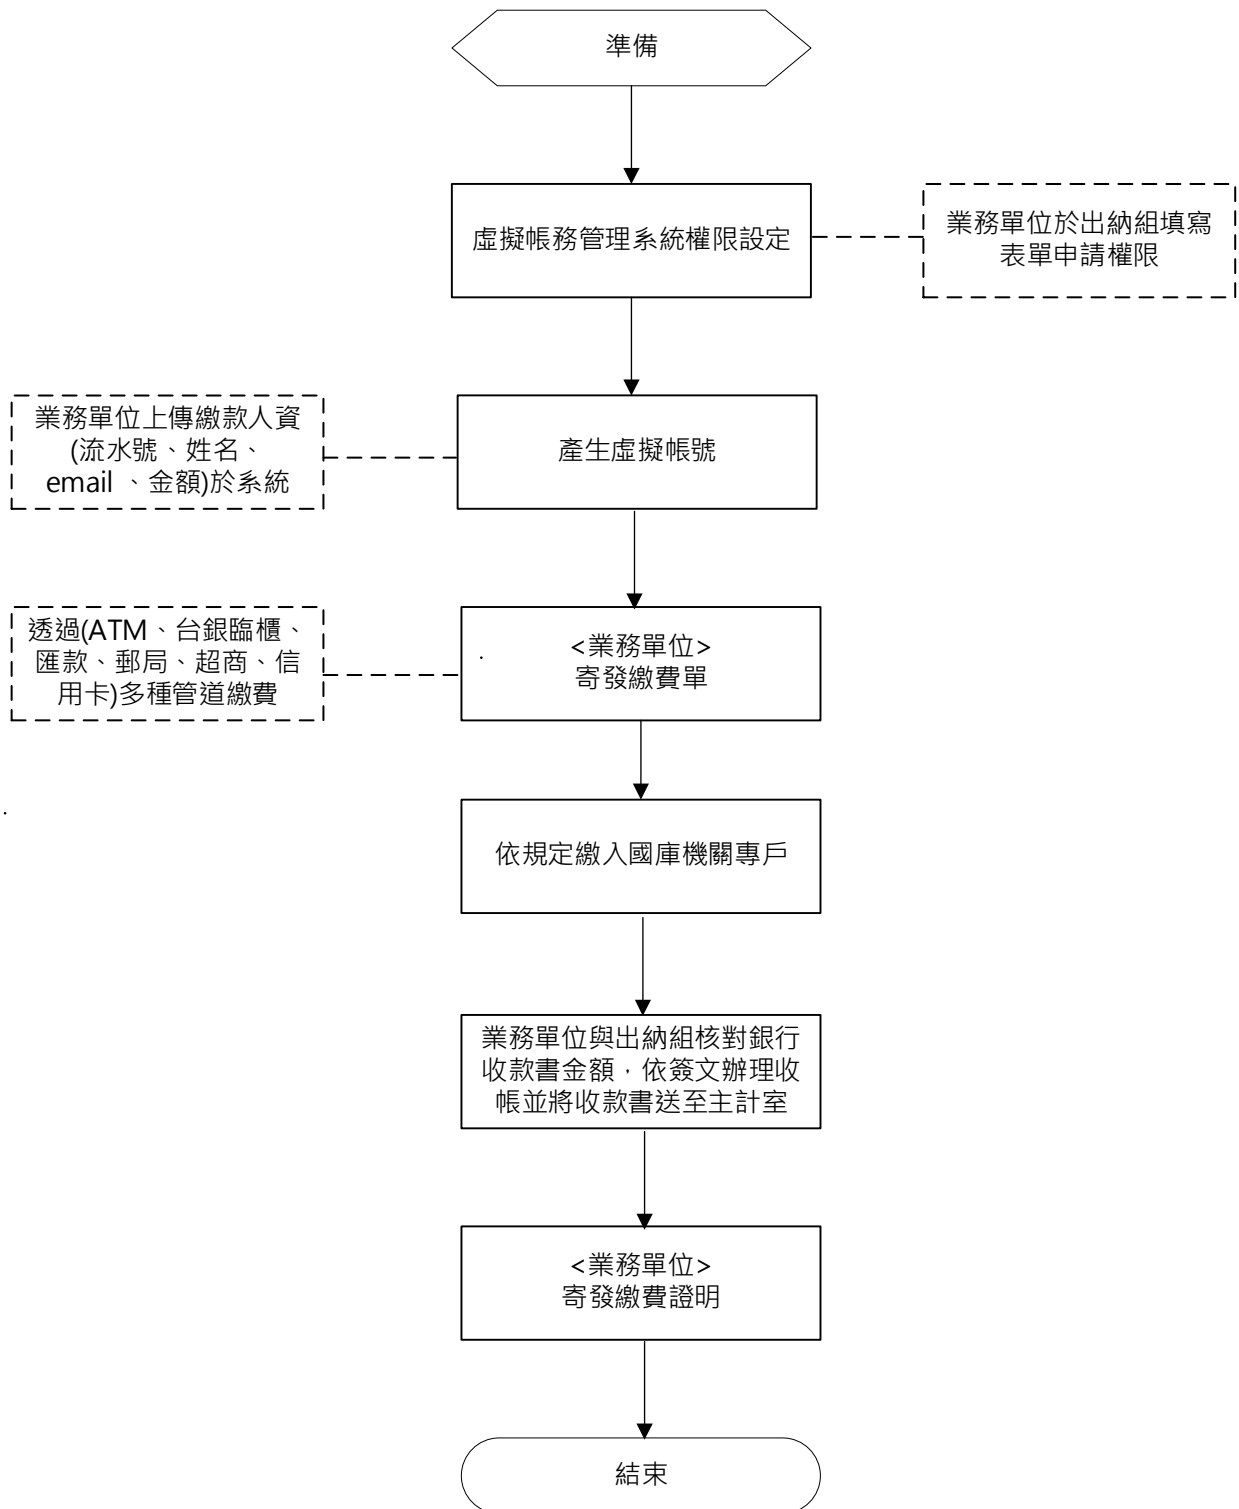 準備
虛擬帳務管理系統權限設定
業務單位於出納組填寫
表單申請權限
業務單位上傳繳款人資
(流水號、姓名、
email 、金額)於系統
產生虛擬帳號
透過(ATM、台銀臨櫃、
匯款、郵局、超商、信
用卡)多種管道繳費
<業務單位>
寄發繳費單
依規定繳入國庫機關專戶
業務單位與出納組核對銀行
收款書金額，依簽文辦理收
帳並將收款書送至主計室
<業務單位>
寄發繳費證明
結束